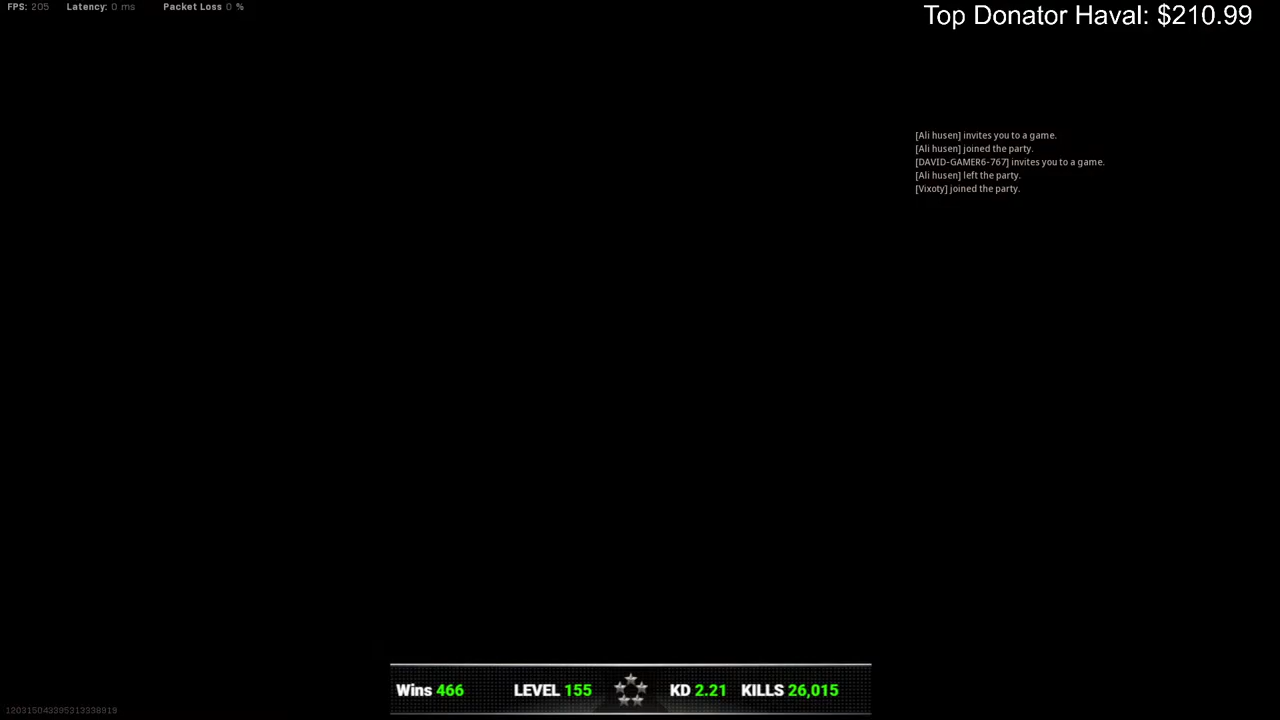 FPS: 205 Latency: 0 ms Packet Loss 0 %
Top Donator Haval: $210.99
[Ali husen] invites you to a game.
[Ali husen] joined the party.
[DAVID-GAMER6-767] invites you to a game.
[Ali husen] left the party.
[Vixoty] joined the party.
Wins 466 LEVEL 155 KD 2.21 KILLS 26,015